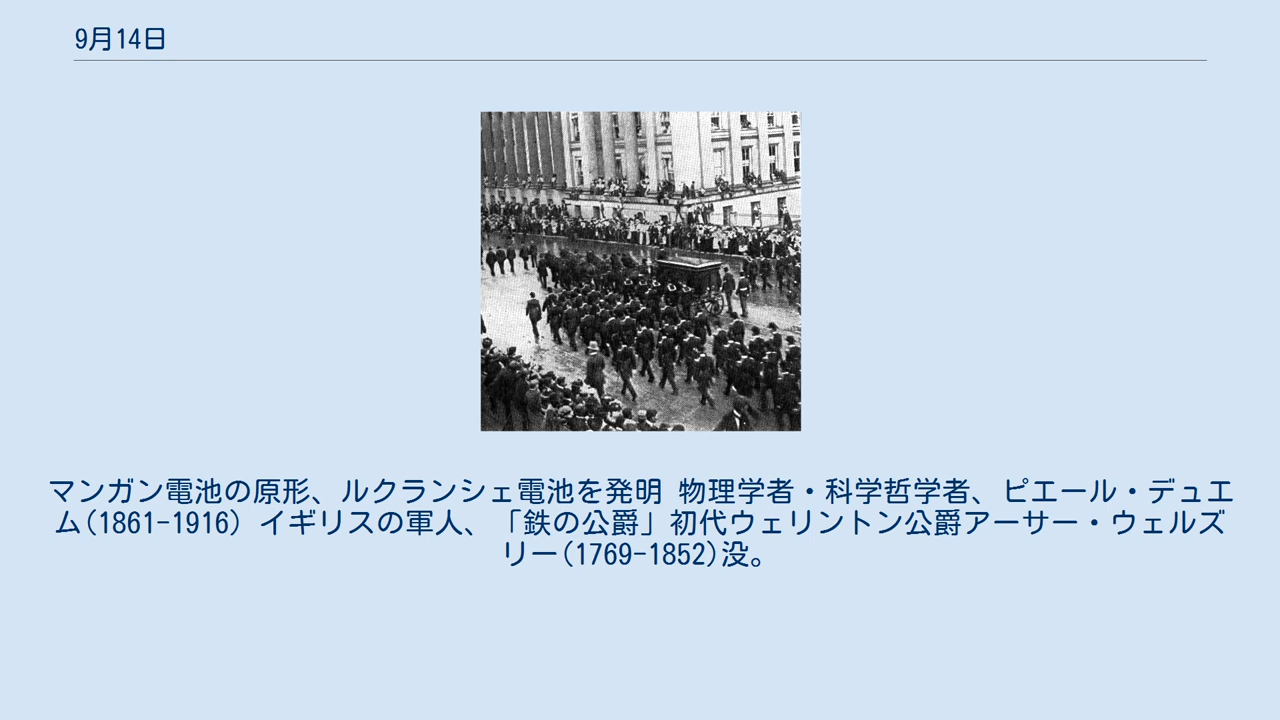 9月14日
マンガン電池の原形、ルクランシェ電池を発明 物理学者・科学哲学者、ピエール・デュエ
ム(1861-1916) イギリスの軍人、「鉄の公爵」初代ウェリントン公爵アーサー・ウェルズ
リー(1769-1852)没。